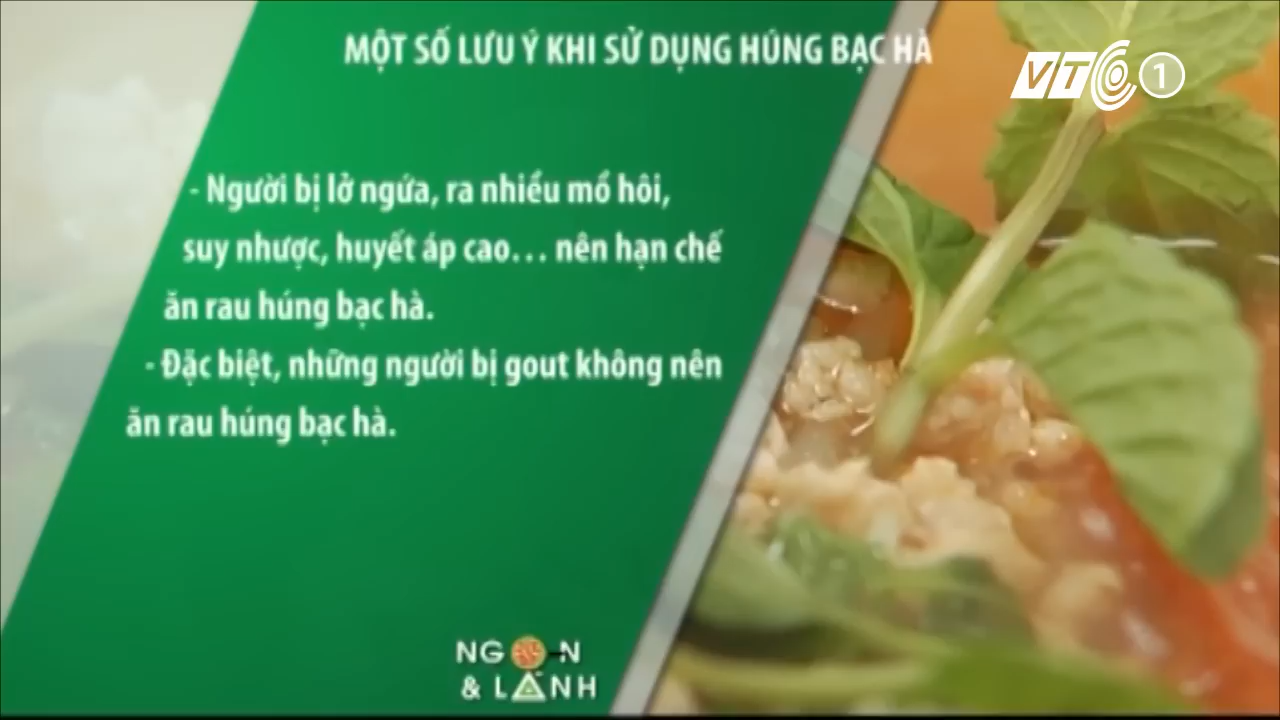 MỘT SỐ LƯU Ý KHI SỬ DỤNG HÚNG BẠC HÀ
VTC 1
- Người bị lở ngứa, ra nhiều mồ hôi,
suy nhược, huyết áp cao... nên hạn chế
ăn rau húng bạc hà.
- Đặc biệt, những người bị gout không nên
ăn rau húng bạc hà.
NGON
& LÀNH